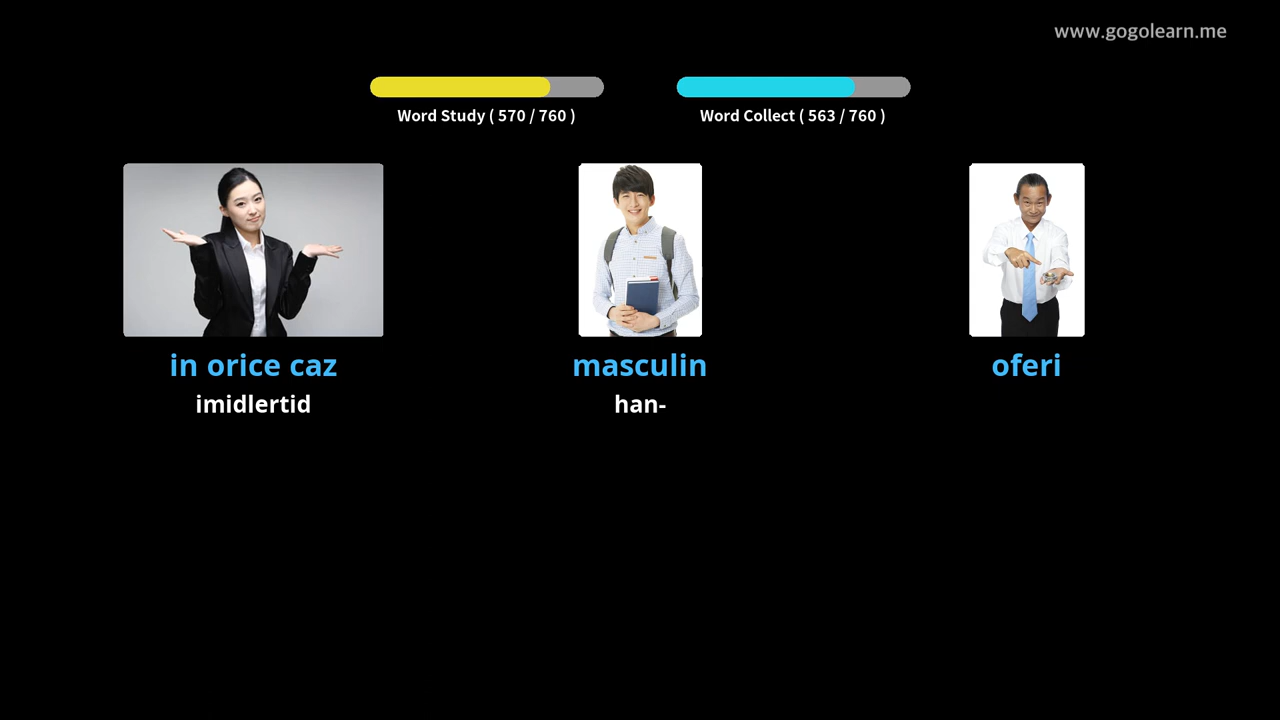 www.gogolearn.me
Word Study ( 570 / 760 )
Word Collect ( 563 / 760 )
in orice caz
masculin
oferi
imidlertid
han-